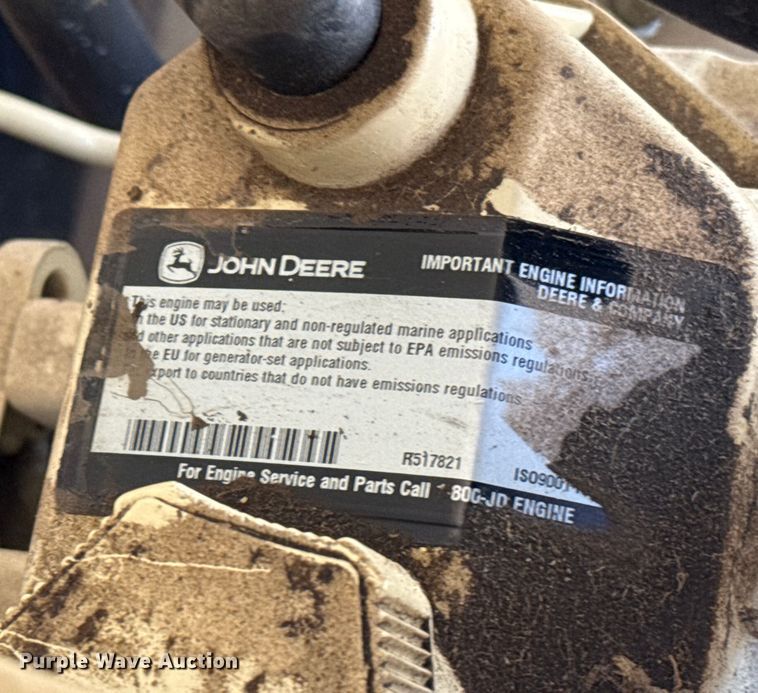 JOHN DEERE
IMPORTANT ENGINE INFORMATION
DEERE & COMPANY
This engine may be used:
the US for stationary and non-regulated marine applications
other applications that are not subject to EPA emissions regulations
EU for generator-set applications.
to countries that do not have emissions regulations
R517821
ISO9001
For Engine Service and Parts Call 800-JD ENGINE
Purple Wave Auction